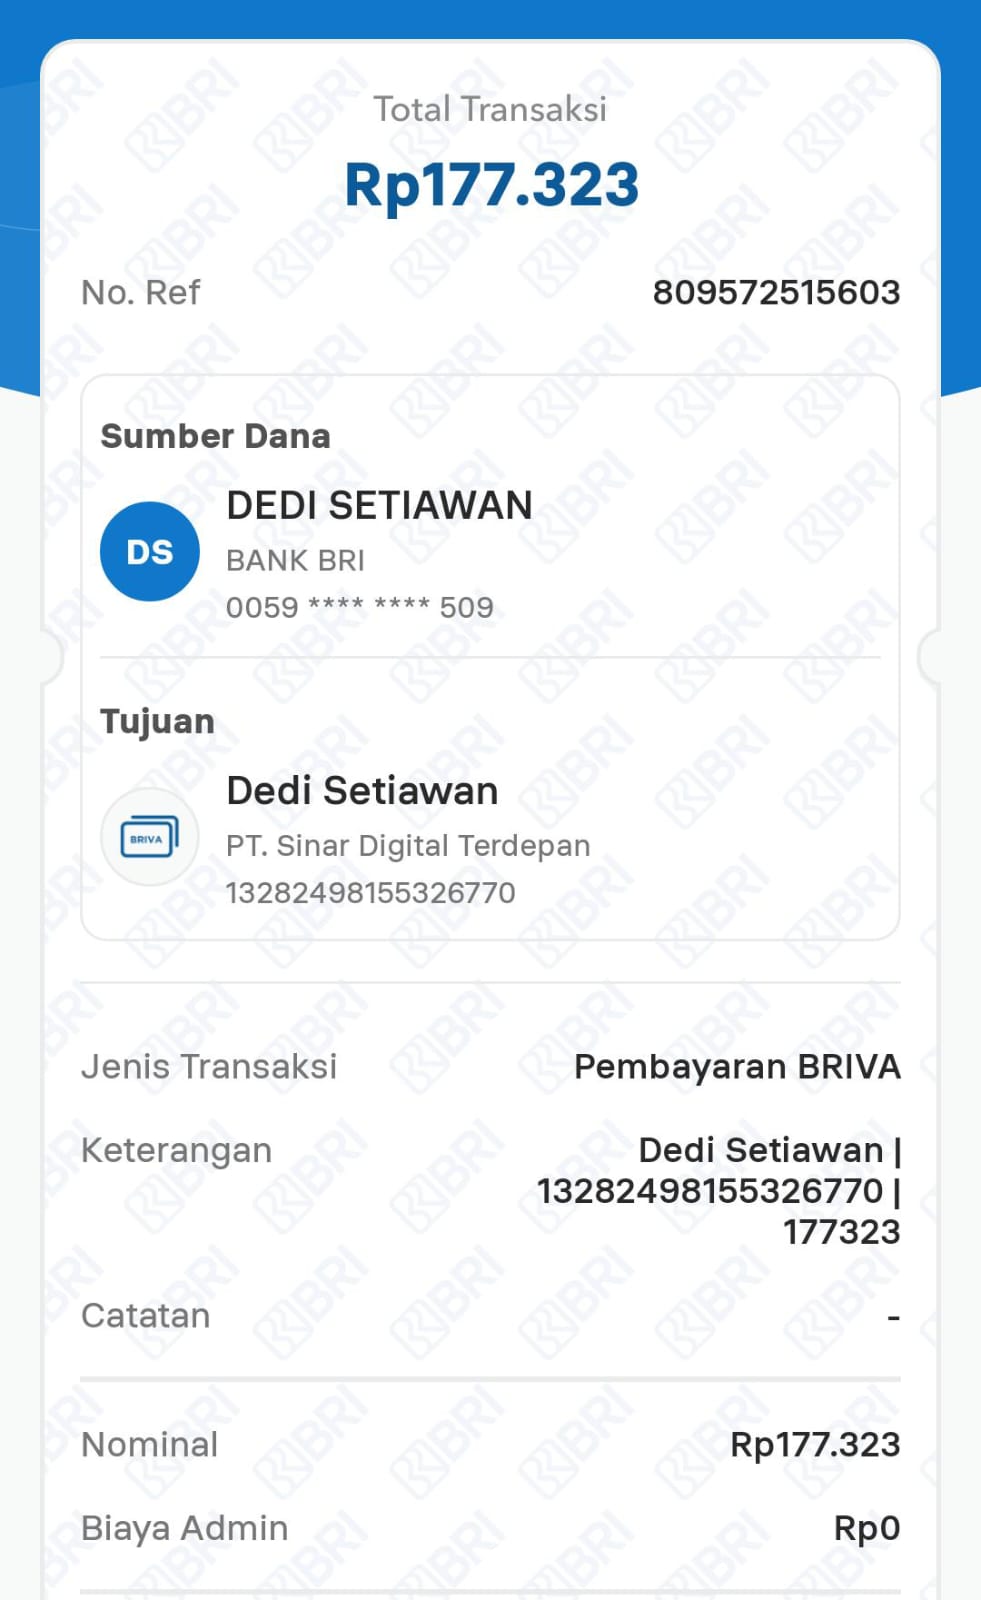 Total Transaksi
Rp177.323
No. Ref 809572515603
Sumber Dana
DS
DEDI SETIAWAN
BANK BRI
0059 **** **** 509
Tujuan
BRIVA
Dedi Setiawan
PT. Sinar Digital Terdepan
13282498155326770
Jenis Transaksi Pembayaran BRIVA
Keterangan Dedi Setiawan |
13282498155326770 |
177323
Catatan -
Nominal Rp177.323
Biaya Admin Rp0